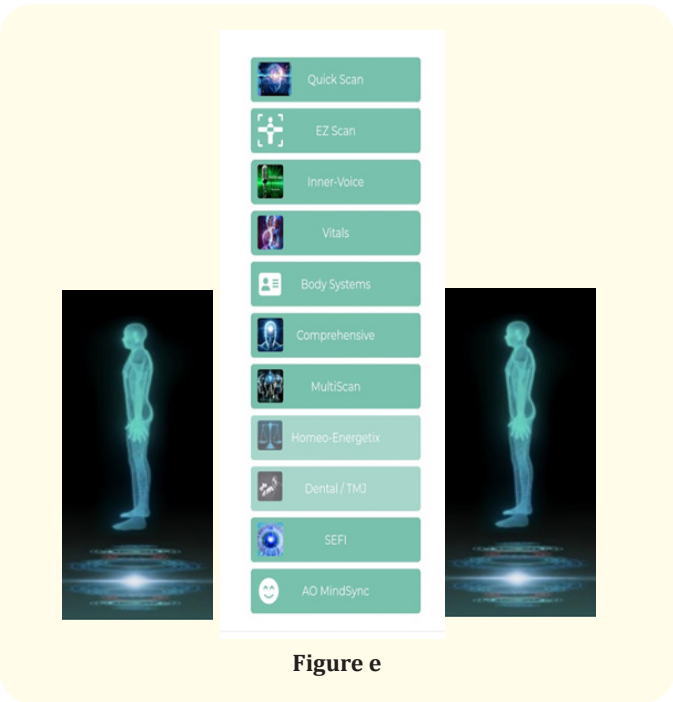 Quick Scan
EZ Scan
Inner-Voice
Vitals
Body Systems
Comprehensive
MultiScan
Homeo-Energetix
Dental / TMJ
SEFI
AO MindSync
Figure e